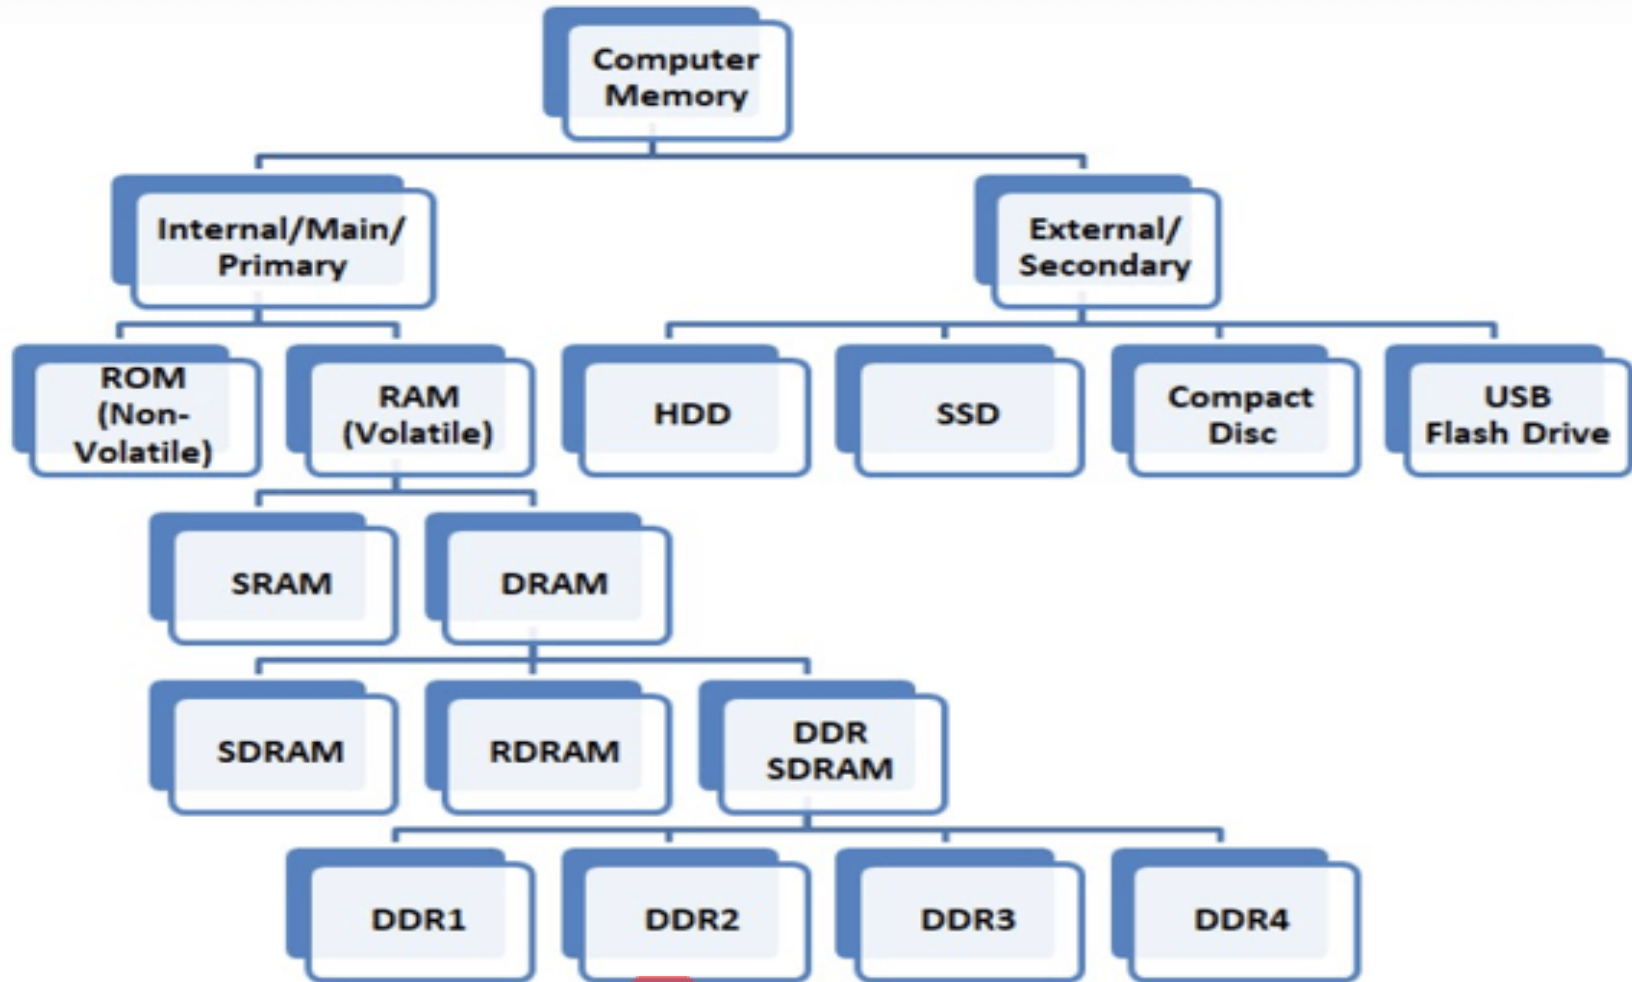 Computer
Memory
Internal/Main/
Primary
External/
Secondary
ROM
(Non-
Volatile)
RAM
(Volatile)
HDD
SSD
Compact
Disc
USB
Flash Drive
SRAM
DRAM
SDRAM
RDRAM
DDR
SDRAM
DDR1
DDR2
DDR3
DDR4